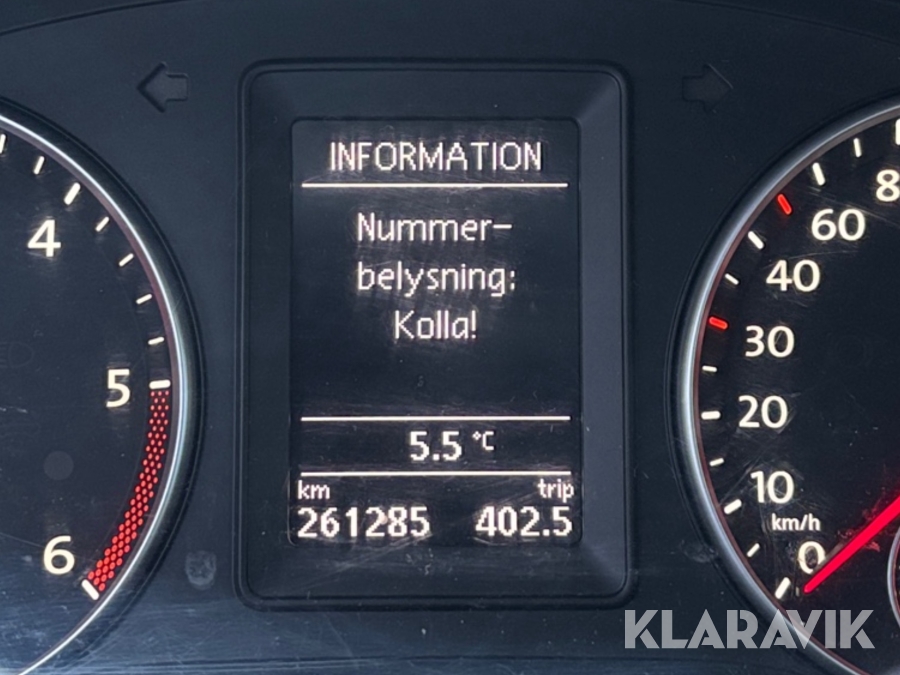 INFORMATION
Nummer-
belysning:
Kolla!
5.5 °C
km trip
261285 402.5
4
5
6
8
60
40
30
20
10
km/h
0
KLARAVIK